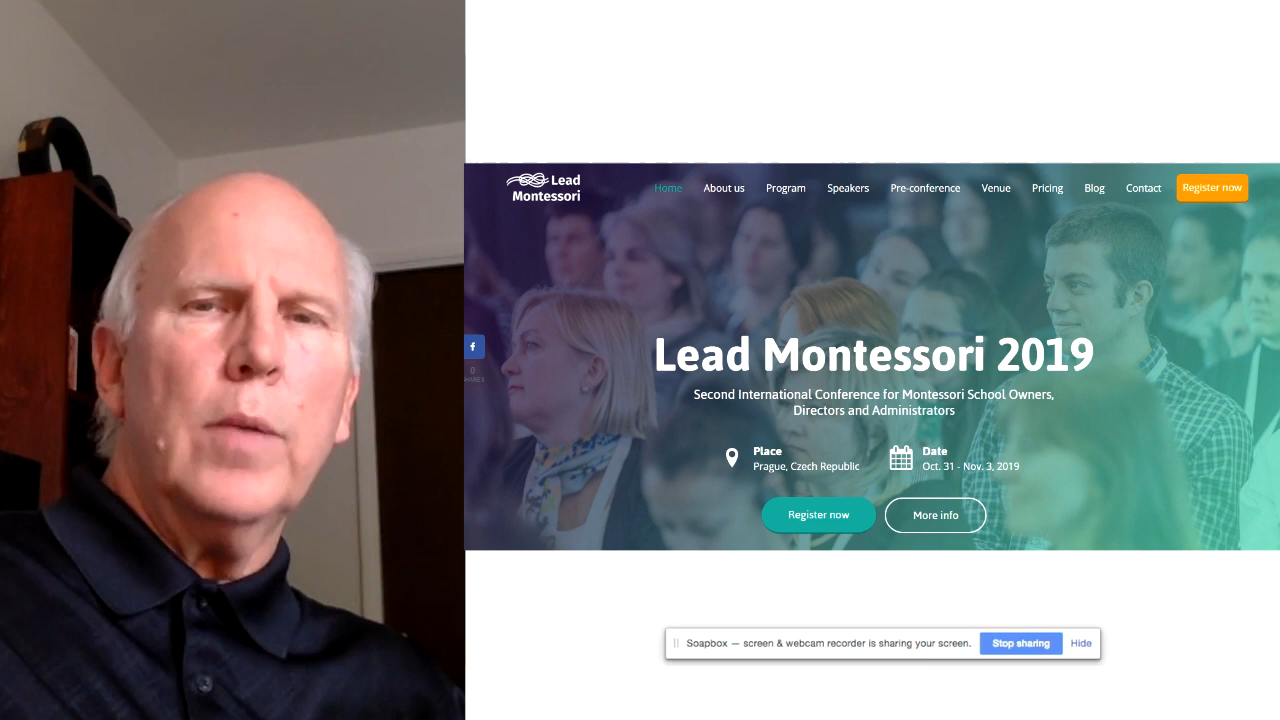 Lead
Montessori
Home About us Program Speakers Pre-conference Venue Pricing Blog Contact Register now
f
0
SHARES
Lead Montessori 2019
Second International Conference for Montessori School Owners,
Directors and Administrators
Place
Prague, Czech Republic
Date
Oct. 31 - Nov. 3, 2019
Register now
More info
Soapbox — screen & webcam recorder is sharing your screen. Stop sharing Hide